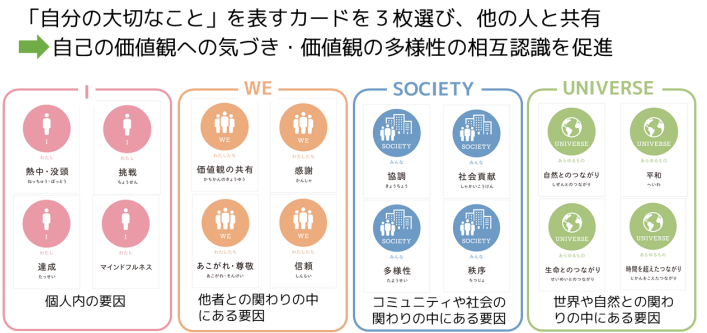 「自分の大切なこと」を表すカードを３枚選び、他の人と共有
自己の価値観への気づき・価値観の多様性の相互認識を促進
I
WE
SOCIETY
UNIVERSE
I
わたし
熱中・没頭
ねっちゅう・ぼっとう
I
わたし
挑戦
ちょうせん
I
わたし
達成
たっせい
I
わたし
マインドフルネス
個人内の要因
WE
わたしたち
価値観の共有
かちかんのきょうゆう
WE
わたしたち
感謝
かんしゃ
WE
わたしたち
あこがれ・尊敬
あこがれ・そんけい
WE
わたしたち
信頼
しんらい
他者との関わりの中
にある要因
SOCIETY
みんな
協調
きょうちょう
SOCIETY
みんな
社会貢献
しゃかいこうけん
SOCIETY
みんな
多様性
たようせい
SOCIETY
みんな
秩序
ちつじょ
コミュニティや社会の
関わりの中にある要因
UNIVERSE
あらゆるもの
自然とのつながり
しぜんとのつながり
UNIVERSE
あらゆるもの
平和
へいわ
UNIVERSE
あらゆるもの
生命とのつながり
せいめいとのつながり
UNIVERSE
あらゆるもの
時間を超えたつながり
じかんをこえたつながり
世界や自然との関わ
りの中にある要因